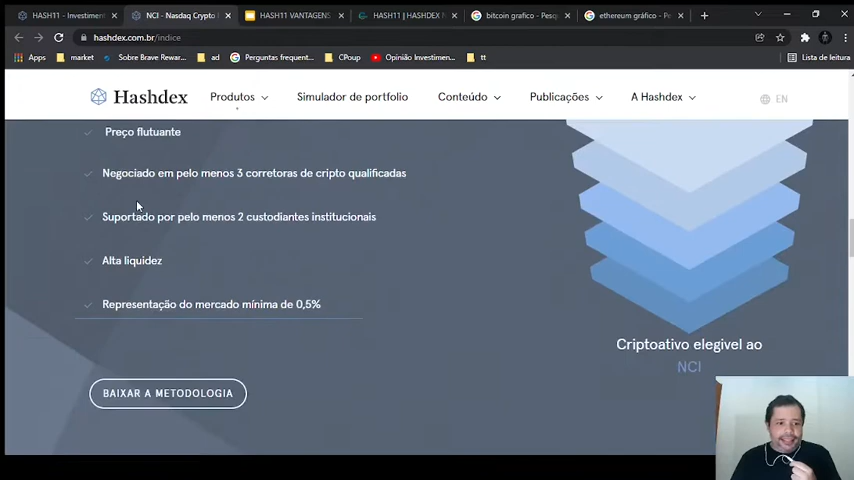 HASH11 - Investiment
NCI - Nasdaq Crypto I
HASH11 VANTAGENS
HASH11 | HASHDEX N
bitcoin grafico - Pesq
ethereum gráfico - Pe
hashdex.com.br/indice
Apps
market
Sobre Brave Rewar...
ad
Perguntas frequent...
CPoup
Opinião Investimen...
tt
Lista de leitura
Hashdex
Produtos
Simulador de portfolio
Conteúdo
Publicações
A Hashdex
EN
Preço flutuante
Negociado em pelo menos 3 corretoras de cripto qualificadas
Suportado por pelo menos 2 custodiantes institucionais
Alta liquidez
Representação do mercado mínima de 0,5%
Criptoativo elegivel ao
NCI
BAIXAR A METODOLOGIA